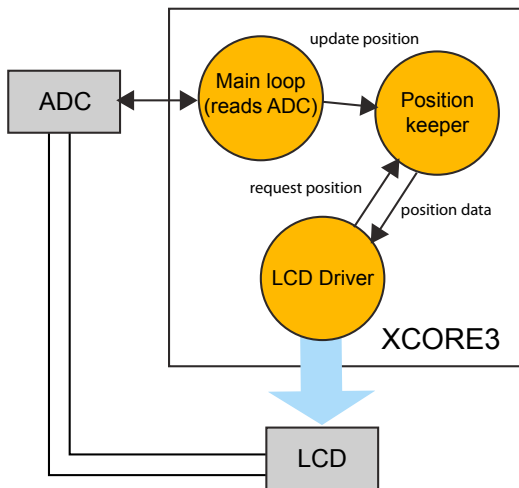 update position
ADC
Main loop
(reads ADC)
Position
keeper
request position
position data
LCD Driver
XCORE3
LCD